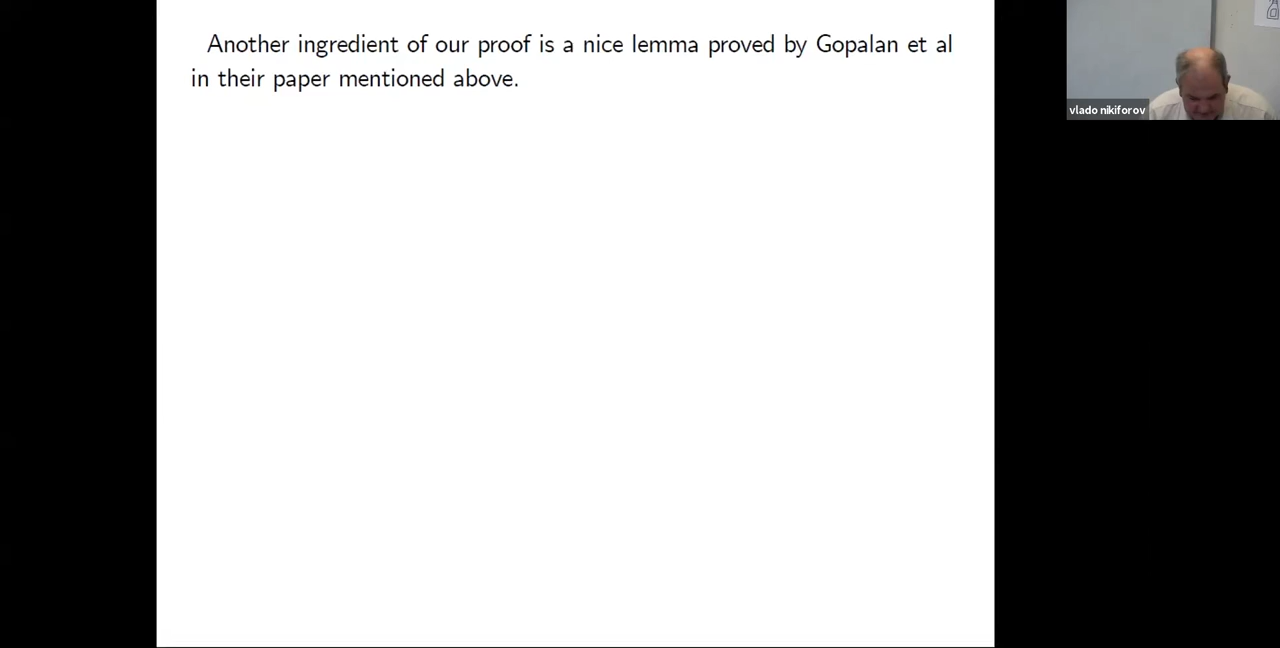 Another ingredient of our proof is a nice lemma proved by Gopalan et al
in their paper mentioned above.
vlado nikiforov